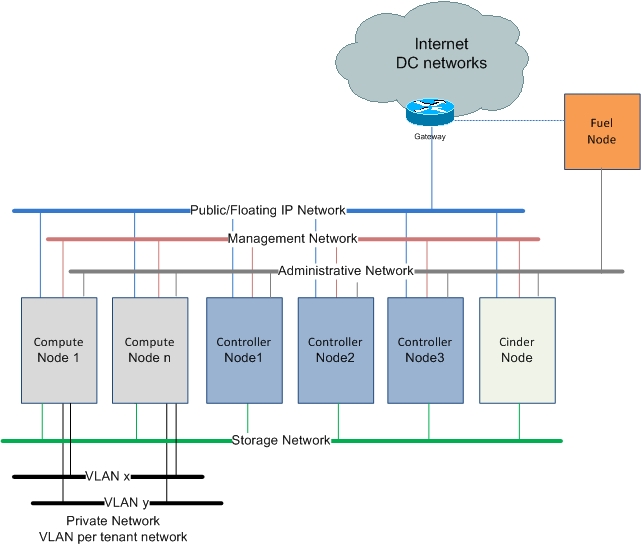 Internet
DC networks
Gateway
Fuel
Node
Public/Floating IP Network
Management Network
Administrative Network
Compute
Node 1
Compute
Node n
Controller
Node1
Controller
Node2
Controller
Node3
Cinder
Node
Storage Network
VLAN x
VLAN y
Private Network
VLAN per tenant network